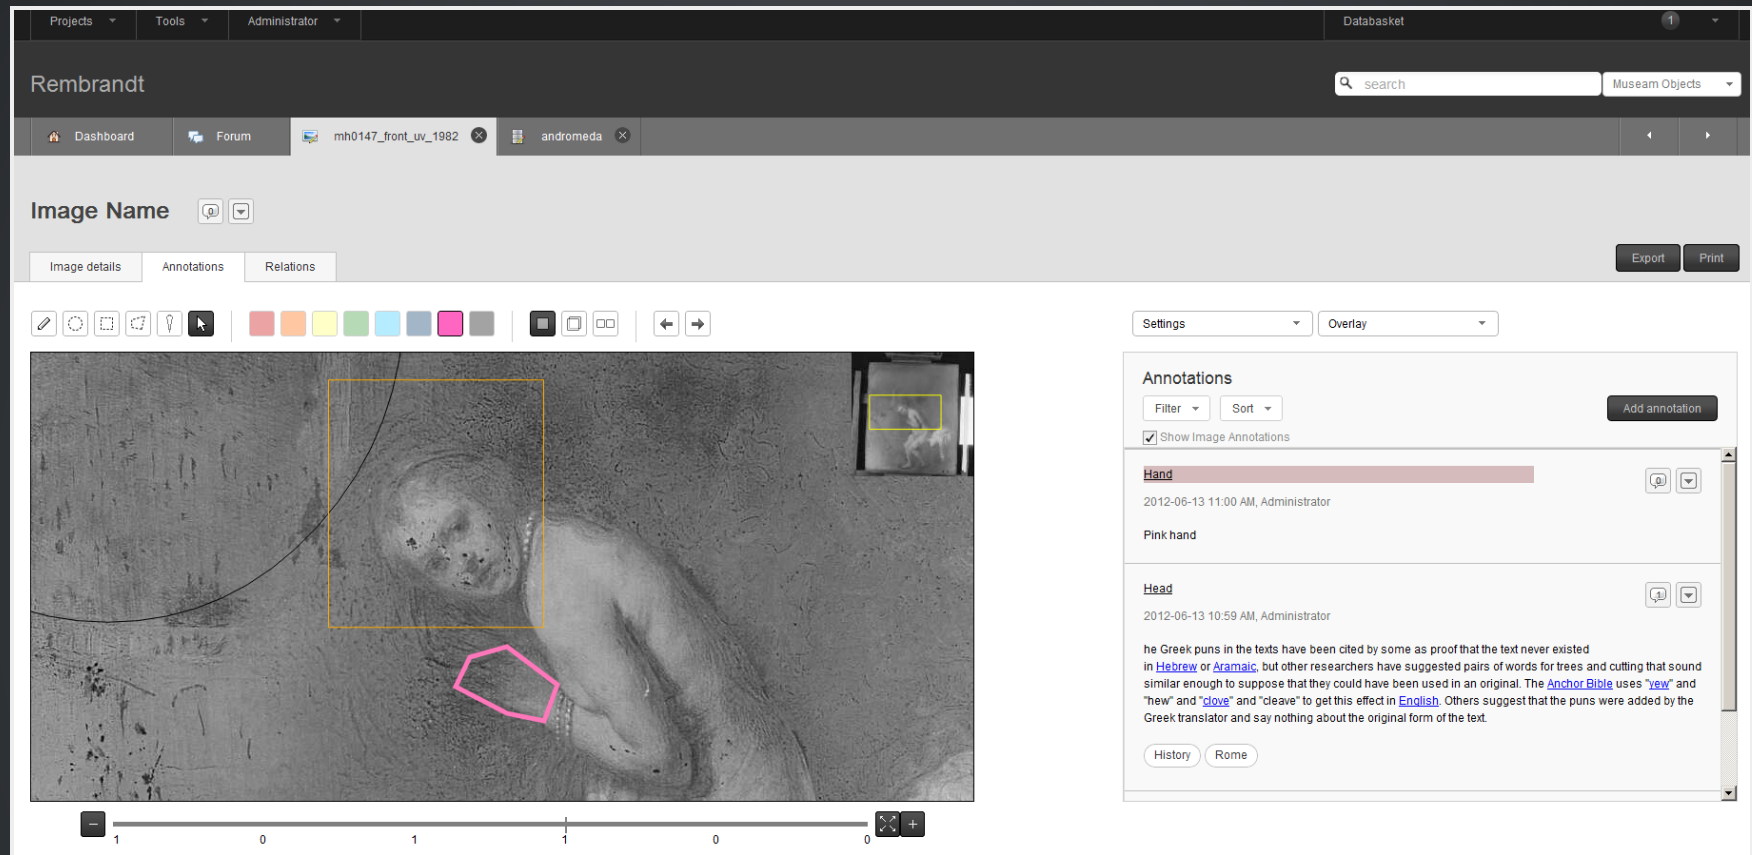 Projects Tools Administrator Databasket 1
Rembrandt search Museam Objects
Dashboard Forum mh0147_front_uv_1982 andromeda
Image Name 0
Image details Annotations Relations Export Print
Settings Overlay
Annotations
Filter Sort Add annotation
Show Image Annotations
Hand 0
2012-06-13 11:00 AM, Administrator
Pink hand
Head 1
2012-06-13 10:59 AM, Administrator
he Greek puns in the texts have been cited by some as proof that the text never existed
in Hebrew or Aramaic, but other researchers have suggested pairs of words for trees and cutting that sound
similar enough to suppose that they could have been used in an original. The Anchor Bible uses "yew" and
"hew" and "clove" and "cleave" to get this effect in English. Others suggest that the puns were added by the
Greek translator and say nothing about the original form of the text.
History Rome
1 0 1 1 0 0